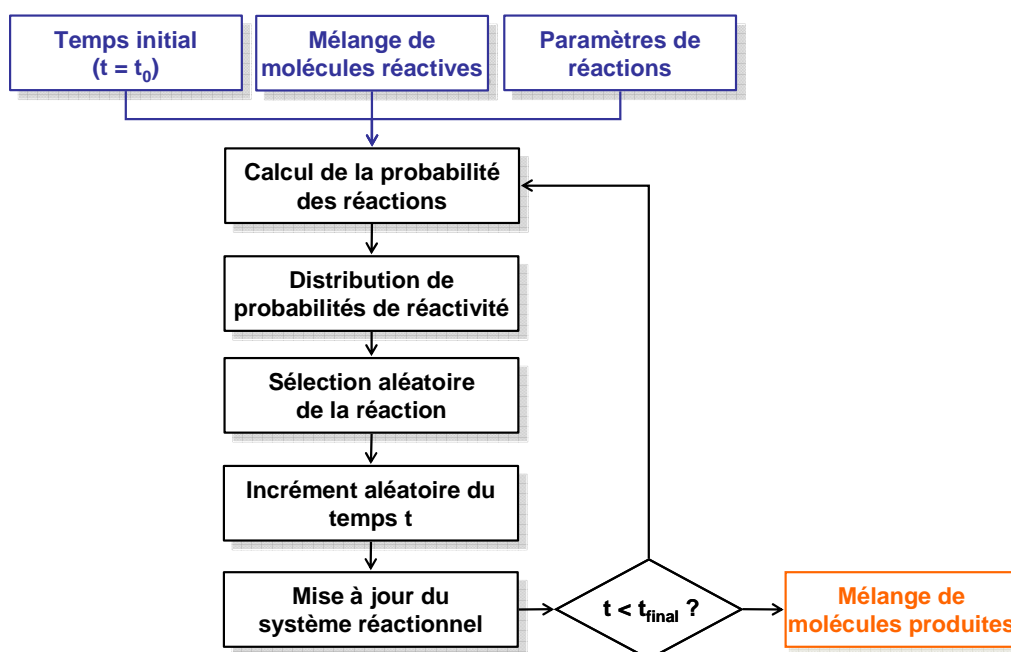 Temps initial
(t = t0)
Mélange de
molécules réactives
Paramètres de
réactions
Calcul de la probabilité
des réactions
Distribution de
probabilités de réactivité
Sélection aléatoire
de la réaction
Incrément aléatoire du
temps t
Mise à jour du
système réactionnel
t < tfinal ?
Mélange de
molécules produites